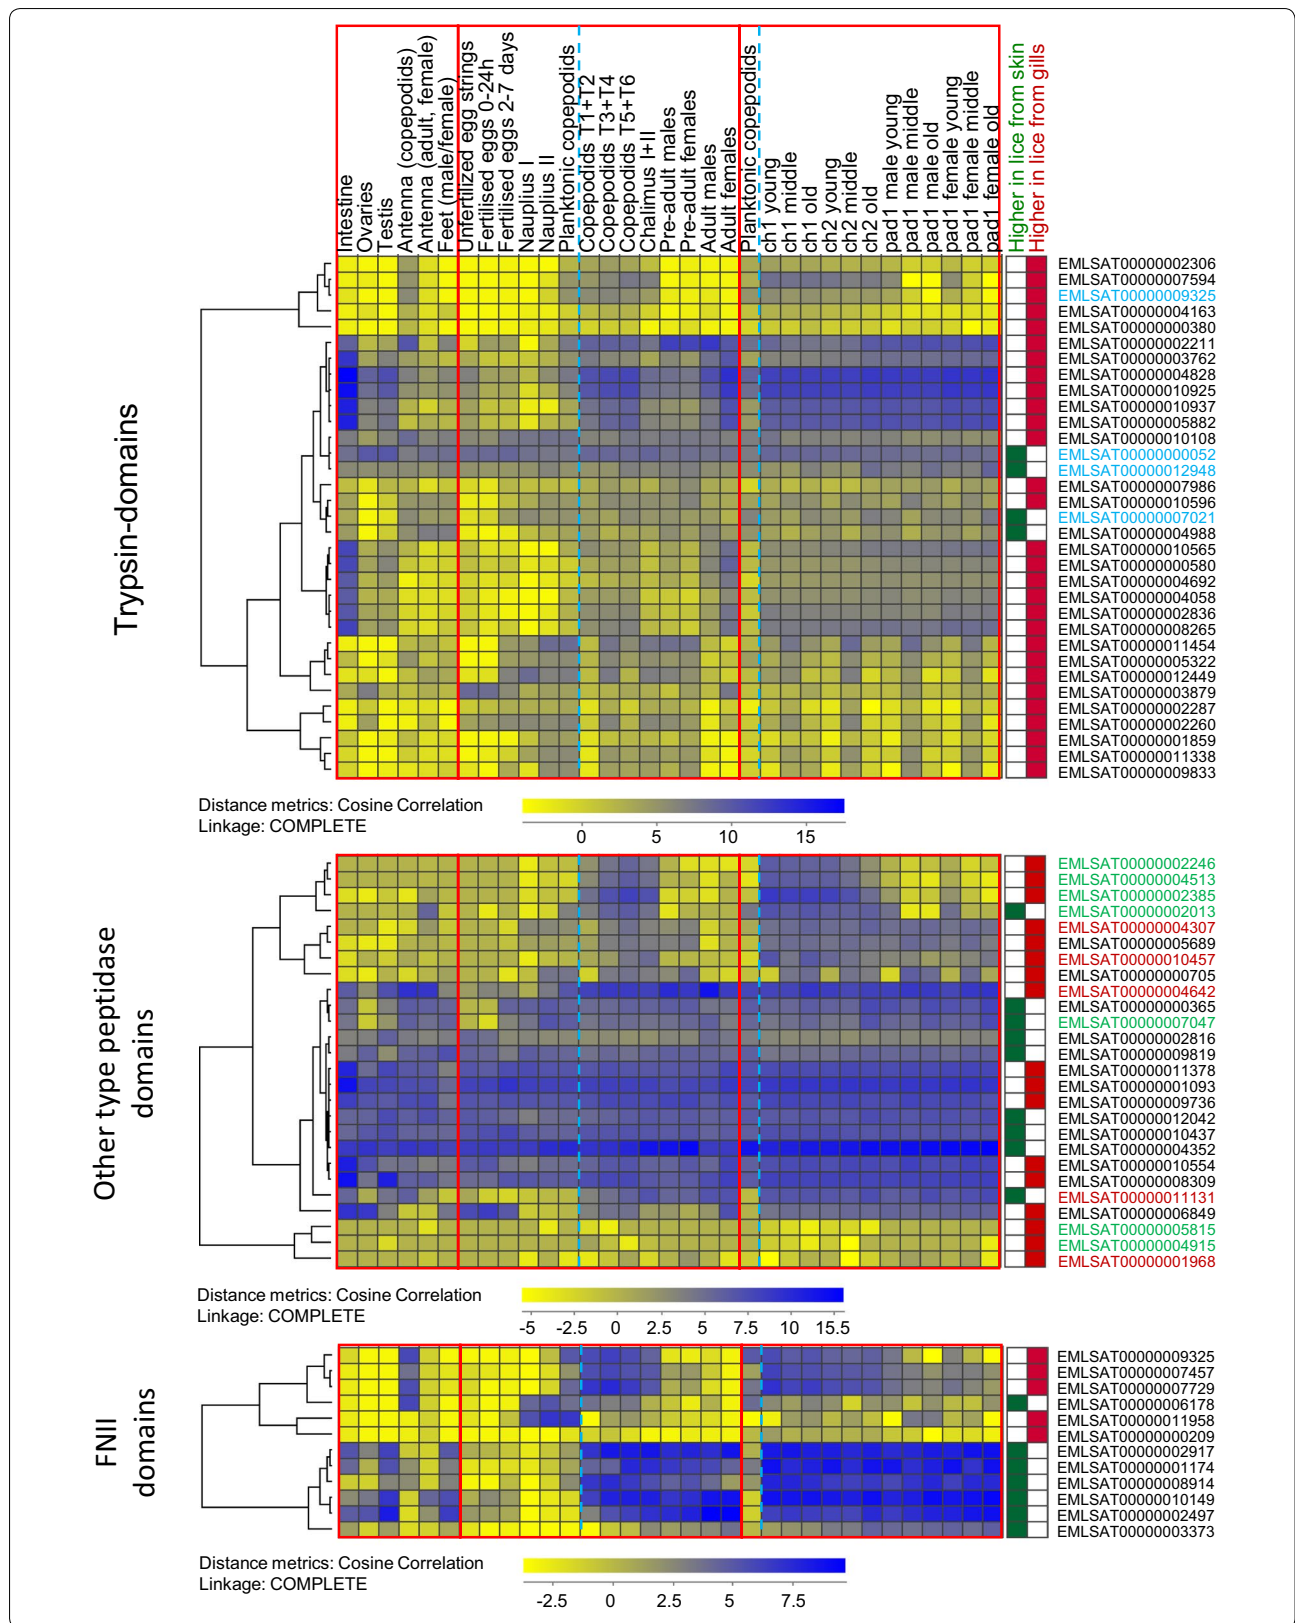 Intestine
Ovaries
Testis
Antenna (copepodids)
Antenna (adult, female)
Feet (male/female)
Unfertilized egg strings
Fertilised eggs 0-24h
Fertilised eggs 2-7 days
Nauplius I
Nauplius II
Planktonic copepodids
Copepodids T1+T2
Copepodids T3+T4
Copepodids T5+T6
Chalimus I+II
Pre-adult males
Pre-adult females
Adult males
Adult females
Planktonic copepodids
ch1 young
ch1 middle
ch1 old
ch2 young
ch2 middle
ch2 old
pad1 male young
pad1 male middle
pad1 male old
pad1 female young
pad1 female middle
pad1 female old
Higher in lice from skin
Higher in lice from gills
Trypsin-domains
EMLSAT00000002306
EMLSAT00000007594
EMLSAT00000009325
EMLSAT00000004163
EMLSAT00000000380
EMLSAT00000002211
EMLSAT00000003762
EMLSAT00000004828
EMLSAT00000010925
EMLSAT00000010937
EMLSAT00000005882
EMLSAT00000010108
EMLSAT00000000052
EMLSAT00000012948
EMLSAT00000007986
EMLSAT00000010596
EMLSAT00000007021
EMLSAT00000004988
EMLSAT00000010565
EMLSAT00000000580
EMLSAT00000004692
EMLSAT00000004058
EMLSAT00000002836
EMLSAT00000008265
EMLSAT00000011454
EMLSAT00000005322
EMLSAT00000012449
EMLSAT00000003879
EMLSAT00000002287
EMLSAT00000002260
EMLSAT00000001859
EMLSAT00000011338
EMLSAT00000009833
Distance metrics: Cosine Correlation
Linkage: COMPLETE
0 5 10 15
Other type peptidase
domains
EMLSAT00000002246
EMLSAT00000004513
EMLSAT00000002385
EMLSAT00000002013
EMLSAT00000004307
EMLSAT00000005689
EMLSAT00000010457
EMLSAT00000000705
EMLSAT00000004642
EMLSAT00000000365
EMLSAT00000007047
EMLSAT00000002816
EMLSAT00000009819
EMLSAT00000011378
EMLSAT00000001093
EMLSAT00000009736
EMLSAT00000012042
EMLSAT00000010437
EMLSAT00000004352
EMLSAT00000010554
EMLSAT00000008309
EMLSAT00000011131
EMLSAT00000006849
EMLSAT00000005815
EMLSAT00000004915
EMLSAT00000001968
Distance metrics: Cosine Correlation
Linkage: COMPLETE
-5 -2.5 0 2.5 5 7.5 10 15.5
FNII
domains
EMLSAT00000009325
EMLSAT00000007457
EMLSAT00000007729
EMLSAT00000006178
EMLSAT00000011958
EMLSAT00000000209
EMLSAT00000002917
EMLSAT00000001174
EMLSAT00000008914
EMLSAT00000010149
EMLSAT00000002497
EMLSAT00000003373
Distance metrics: Cosine Correlation
Linkage: COMPLETE
-2.5 0 2.5 5 7.5